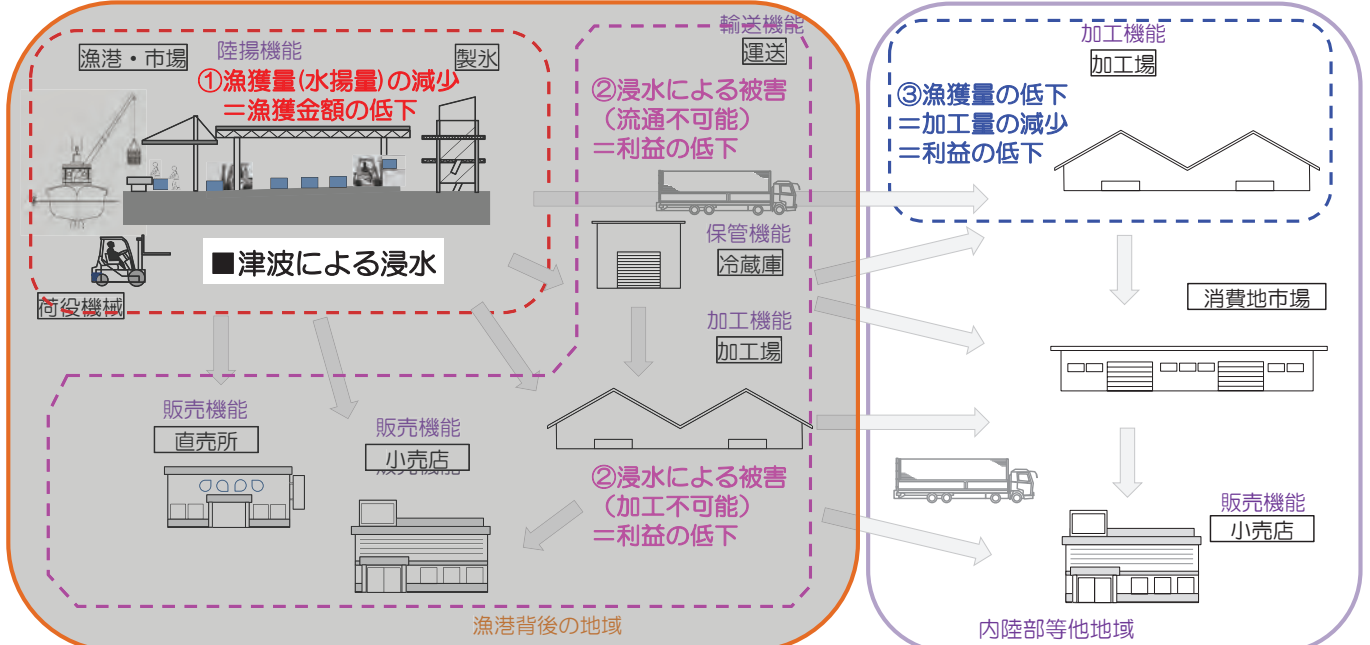 陸揚機能
漁港・市場
製氷
①漁獲量(水揚量)の減少
＝漁獲金額の低下
荷役機械
■津波による浸水
輸送機能
運送
②浸水による被害
（流通不可能）
＝利益の低下
保管機能
冷蔵庫
加工機能
加工場
販売機能
直売所
販売機能
小売店
販売機能
②浸水による被害
（加工不可能）
＝利益の低下
漁港背後の地域
加工機能
加工場
③漁獲量の低下
＝加工量の減少
＝利益の低下
消費地市場
販売機能
小売店
内陸部等他地域